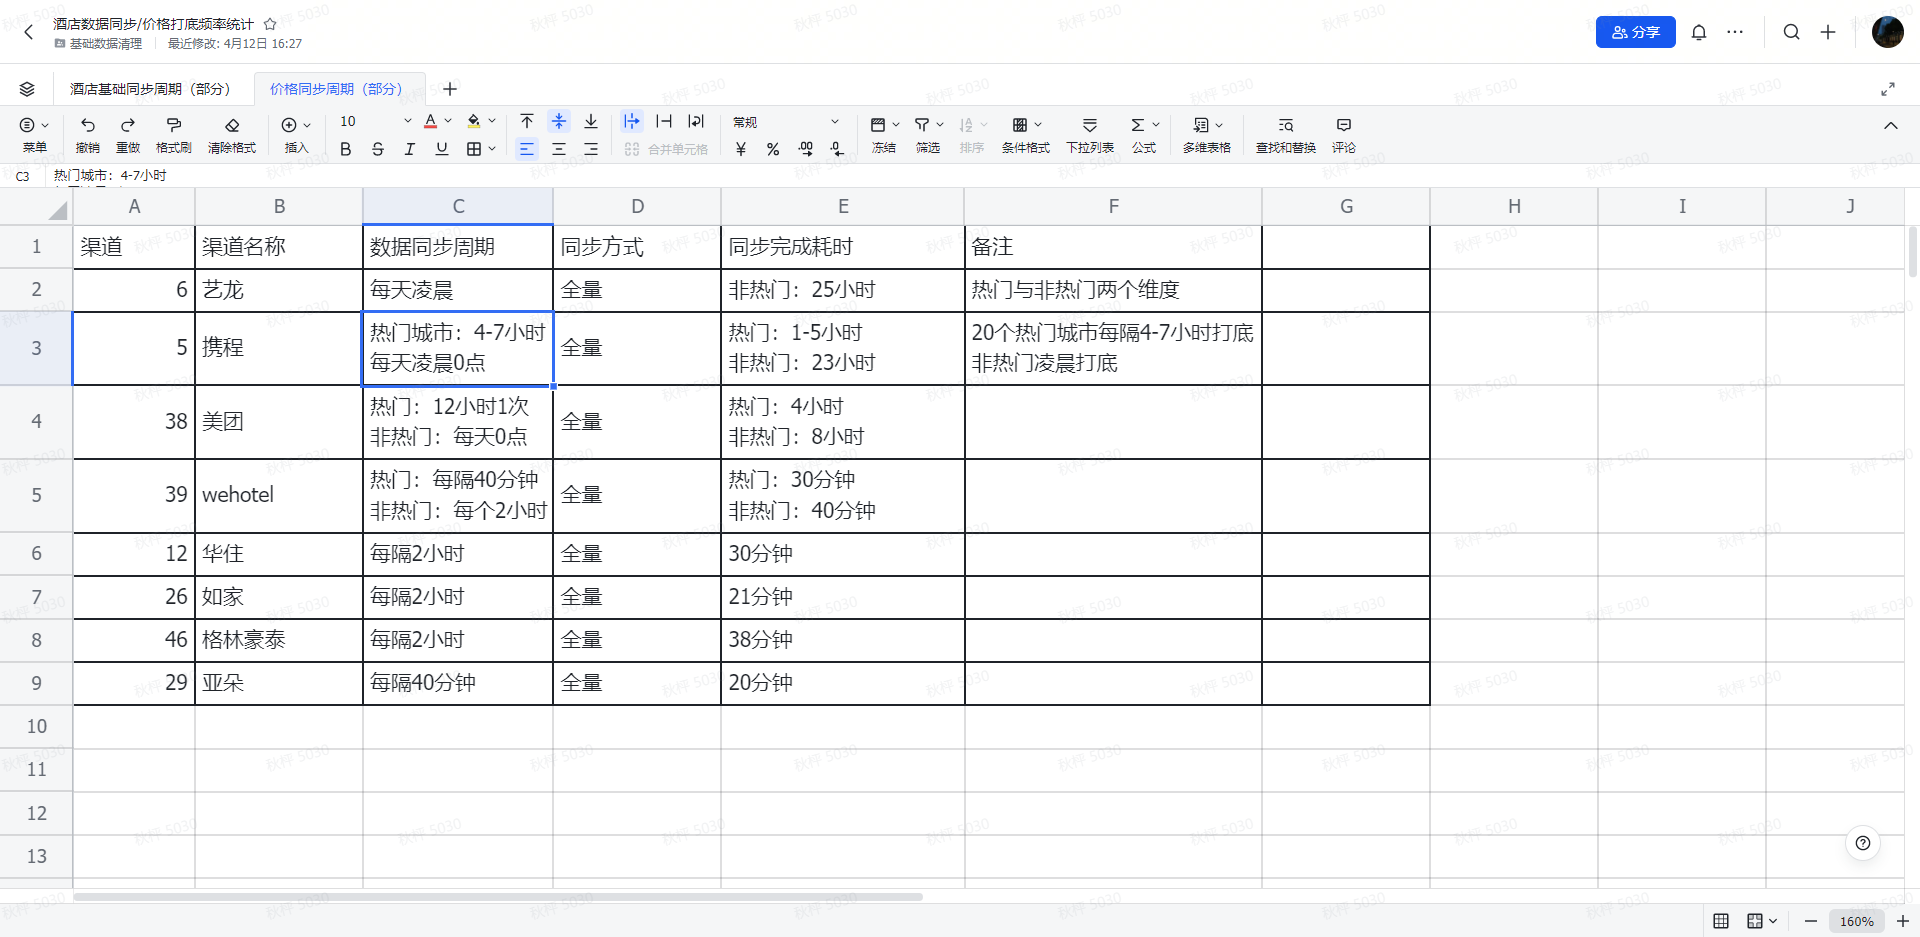 酒店数据同步/价格打底频率统计
基础数据清理 最近修改: 4月12日 16:27
分享
酒店基础同步周期（部分） 价格同步周期（部分）
10 常规
菜单 撤销 重做 格式刷 清除格式 插入 合并单元格 冻结 筛选 排序 条件格式 下拉列表 公式 多维表格 查找和替换 评论
C3 热门城市：4-7小时
A B C D E F G H I J
1 渠道 渠道名称 数据同步周期 同步方式 同步完成耗时 备注
2 6 艺龙 每天凌晨 全量 非热门：25小时 热门与非热门两个维度
3 5 携程 热门城市：4-7小时 全量 热门：1-5小时 20个热门城市每隔4-7小时打底
每天凌晨0点 非热门：23小时 非热门凌晨打底
4 38 美团 热门：12小时1次 全量 热门：4小时
非热门：每天0点 非热门：8小时
5 39 wehotel 热门：每隔40分钟 全量 热门：30分钟
非热门：每个2小时 非热门：40分钟
6 12 华住 每隔2小时 全量 30分钟
7 26 如家 每隔2小时 全量 21分钟
8 46 格林豪泰 每隔2小时 全量 38分钟
9 29 亚朵 每隔40分钟 全量 20分钟
10
11
12
13
160%
秋枰 5030